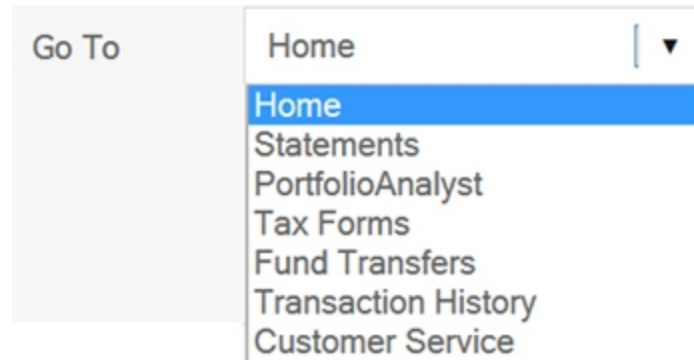 Go To Home ▼
Home
Statements
PortfolioAnalyst
Tax Forms
Fund Transfers
Transaction History
Customer Service